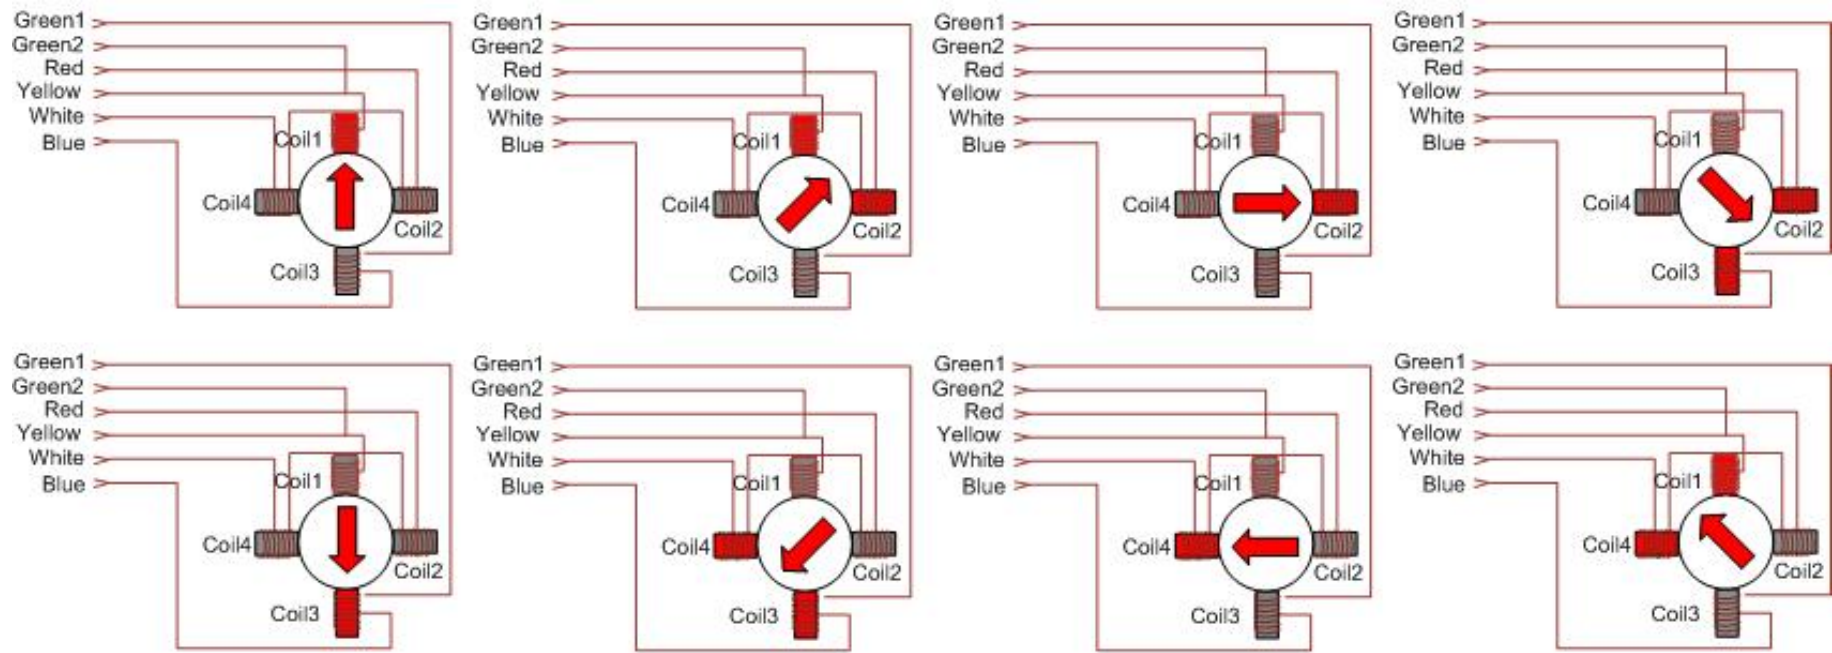 Green1
Green2
Red
Yellow
White
Blue
Coil1
Coil4
Coil2
Coil3
Green1
Green2
Red
Yellow
White
Blue
Coil1
Coil4
Coil2
Coil3
Green1
Green2
Red
Yellow
White
Blue
Coil1
Coil4
Coil2
Coil3
Green1
Green2
Red
Yellow
White
Blue
Coil1
Coil4
Coil2
Coil3
Green1
Green2
Red
Yellow
White
Blue
Coil1
Coil4
Coil2
Coil3
Green1
Green2
Red
Yellow
White
Blue
Coil1
Coil4
Coil2
Coil3
Green1
Green2
Red
Yellow
White
Blue
Coil1
Coil4
Coil2
Coil3
Green1
Green2
Red
Yellow
White
Blue
Coil1
Coil4
Coil2
Coil3